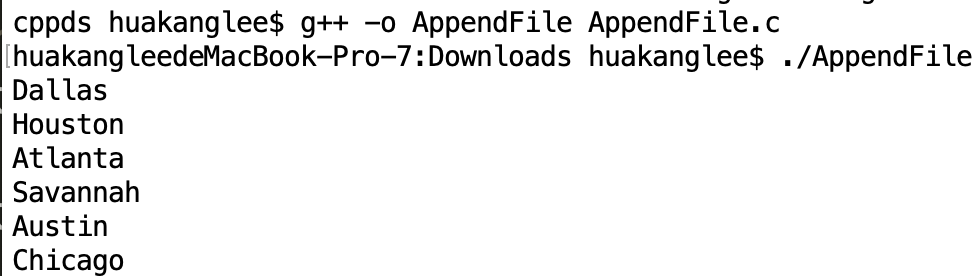 cppds huakanglee$ g++ -o AppendFile AppendFile.c
huakangleedeMacBook-Pro-7:Downloads huakanglee$ ./AppendFile
Dallas
Houston
Atlanta
Savannah
Austin
Chicago